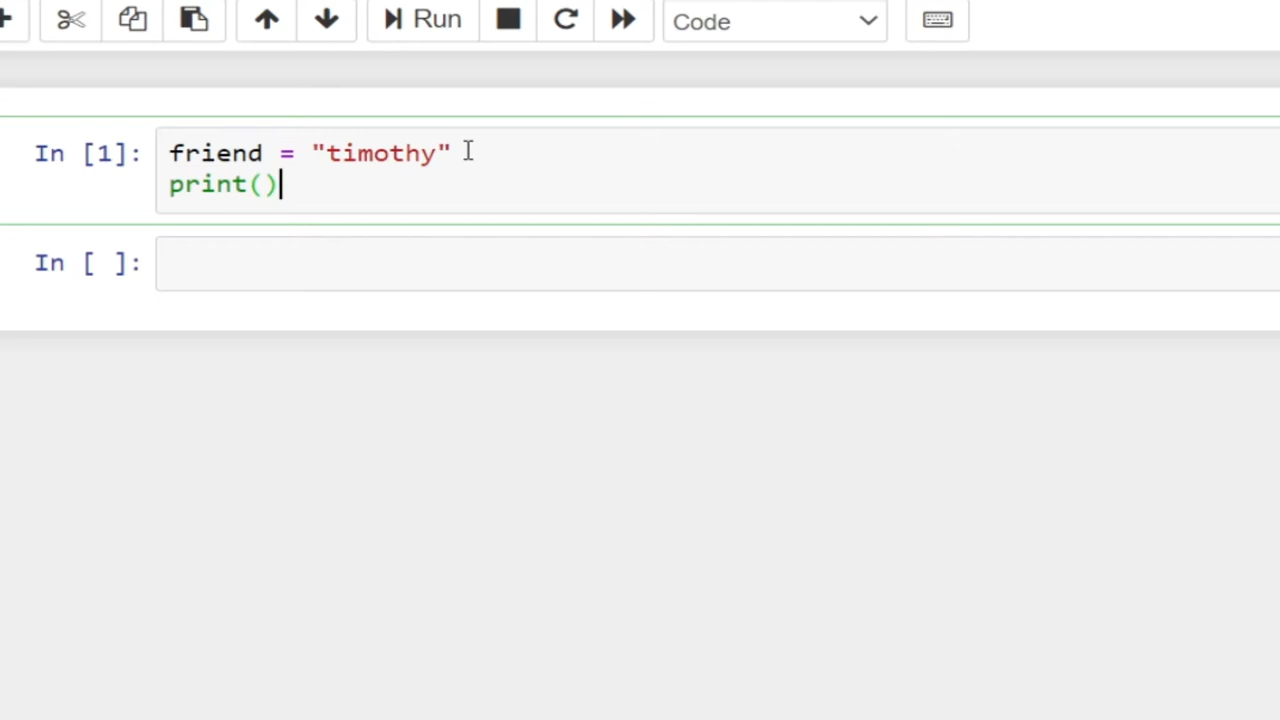 Run
Code
In [1]:
friend = "timothy"
print()
In [ ]: